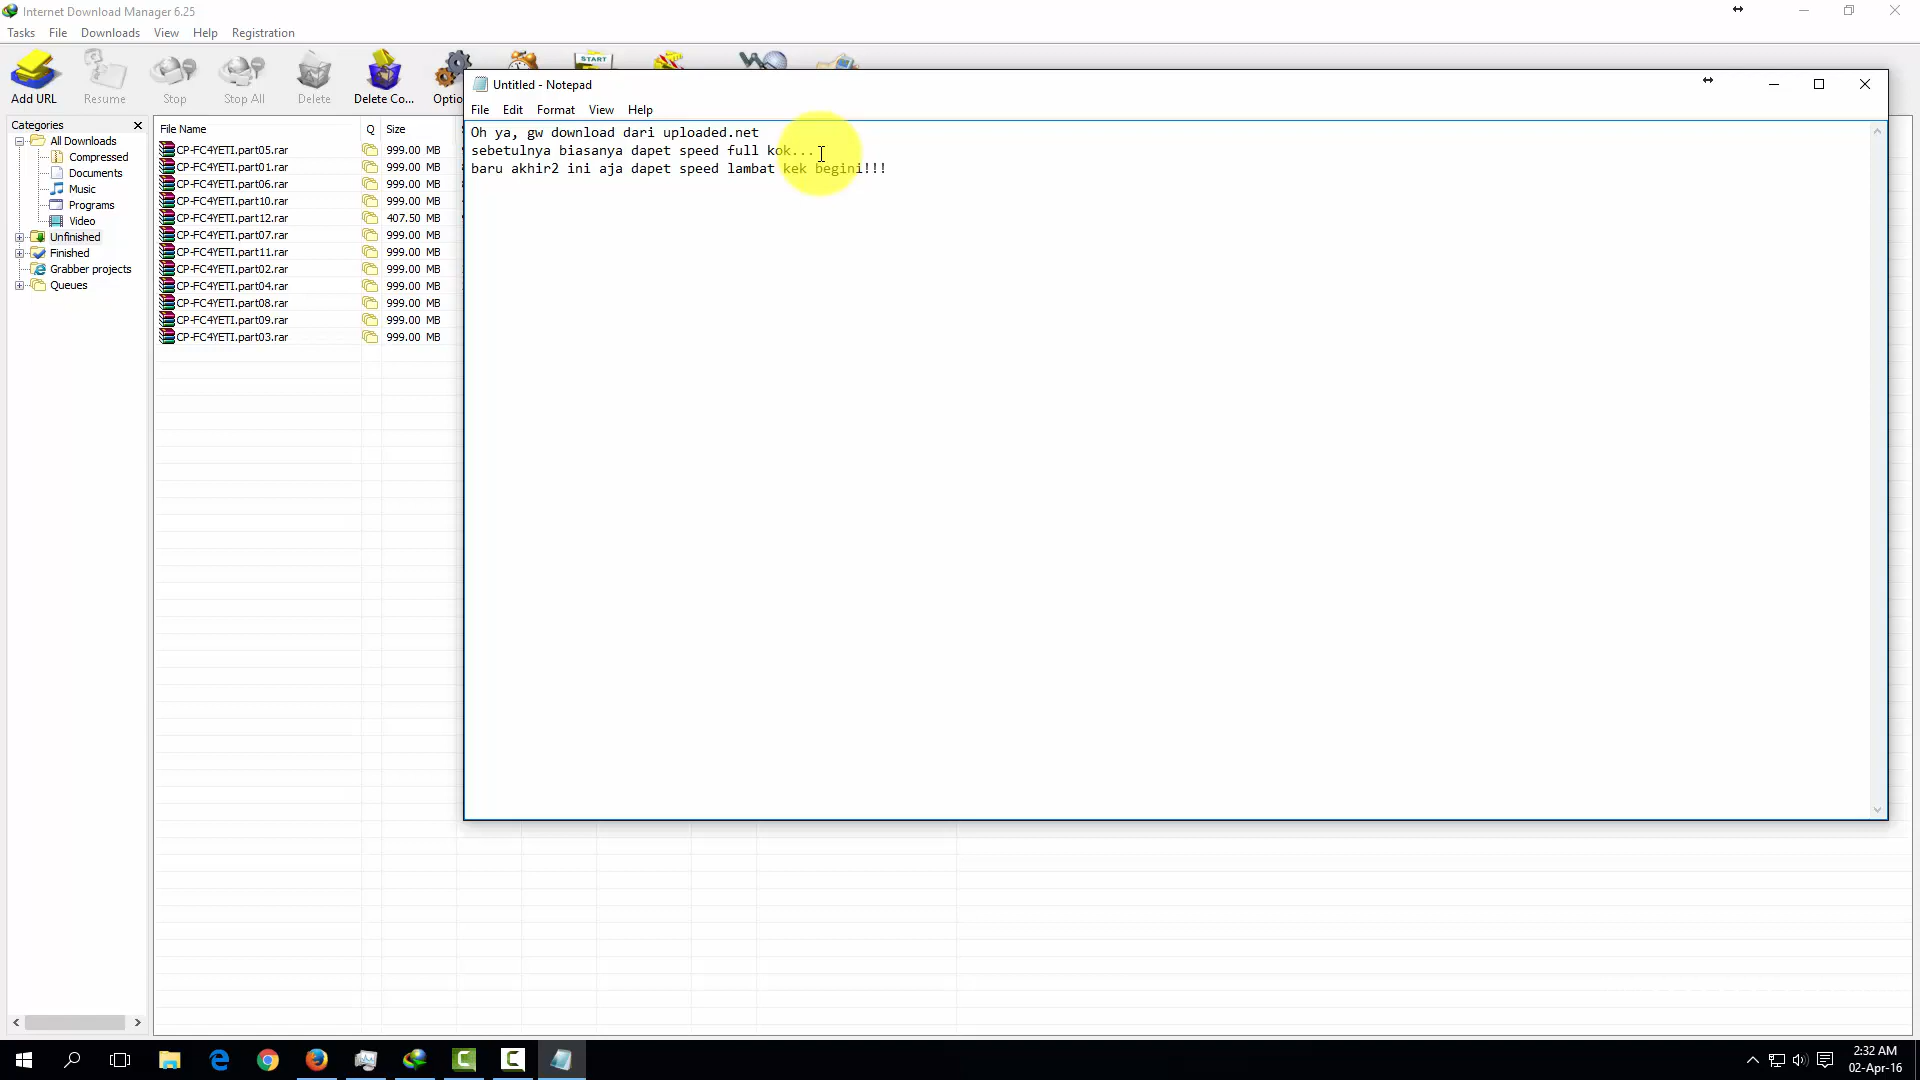 Internet Download Manager 6.25
Tasks File Downloads View Help Registration
Add URL
Resume
Stop
Stop All
Delete
Delete Co...
START
Untitled - Notepad
File Edit Format View Help
Oh ya, gw download dari uploaded.net
sebetulnya biasanya dapet speed full kok...
baru akhir2 ini aja dapet speed lambat kek begini!!!
Categories
All Downloads
Compressed
Documents
Music
Programs
Video
Unfinished
Finished
Grabber projects
Queues
File Name Q Size
CP-FC4YETI.part05.rar 999.00 MB
CP-FC4YETI.part01.rar 999.00 MB
CP-FC4YETI.part06.rar 999.00 MB
CP-FC4YETI.part10.rar 999.00 MB
CP-FC4YETI.part12.rar 407.50 MB
CP-FC4YETI.part07.rar 999.00 MB
CP-FC4YETI.part11.rar 999.00 MB
CP-FC4YETI.part02.rar 999.00 MB
CP-FC4YETI.part04.rar 999.00 MB
CP-FC4YETI.part08.rar 999.00 MB
CP-FC4YETI.part09.rar 999.00 MB
CP-FC4YETI.part03.rar 999.00 MB
2:32 AM
02-Apr-16